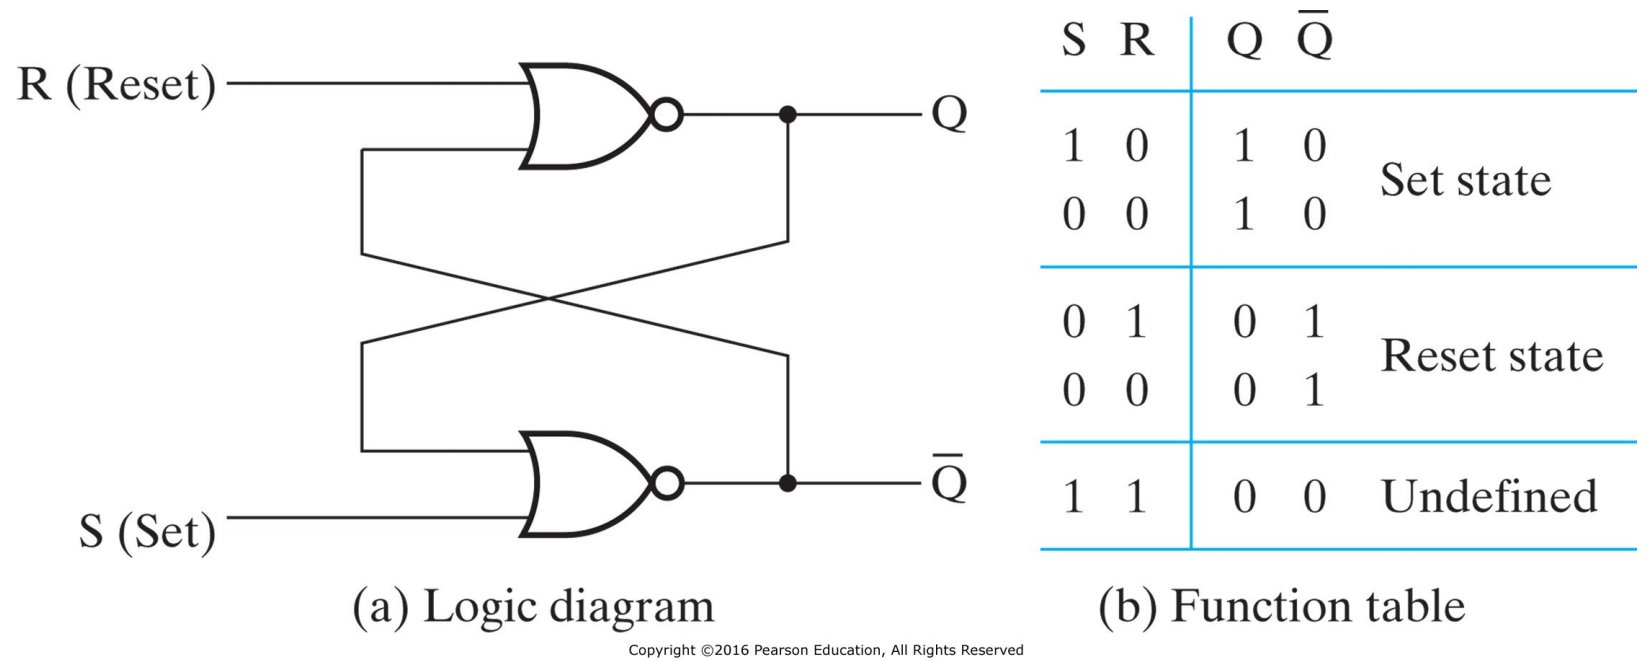 R (Reset)
Q
Q̅
S (Set)
(a) Logic diagram
S R Q Q̅
1 0 1 0
Set state
0 0 1 0
0 1 0 1
Reset state
0 0 0 1
1 1 0 0 Undefined
(b) Function table
Copyright ©2016 Pearson Education, All Rights Reserved